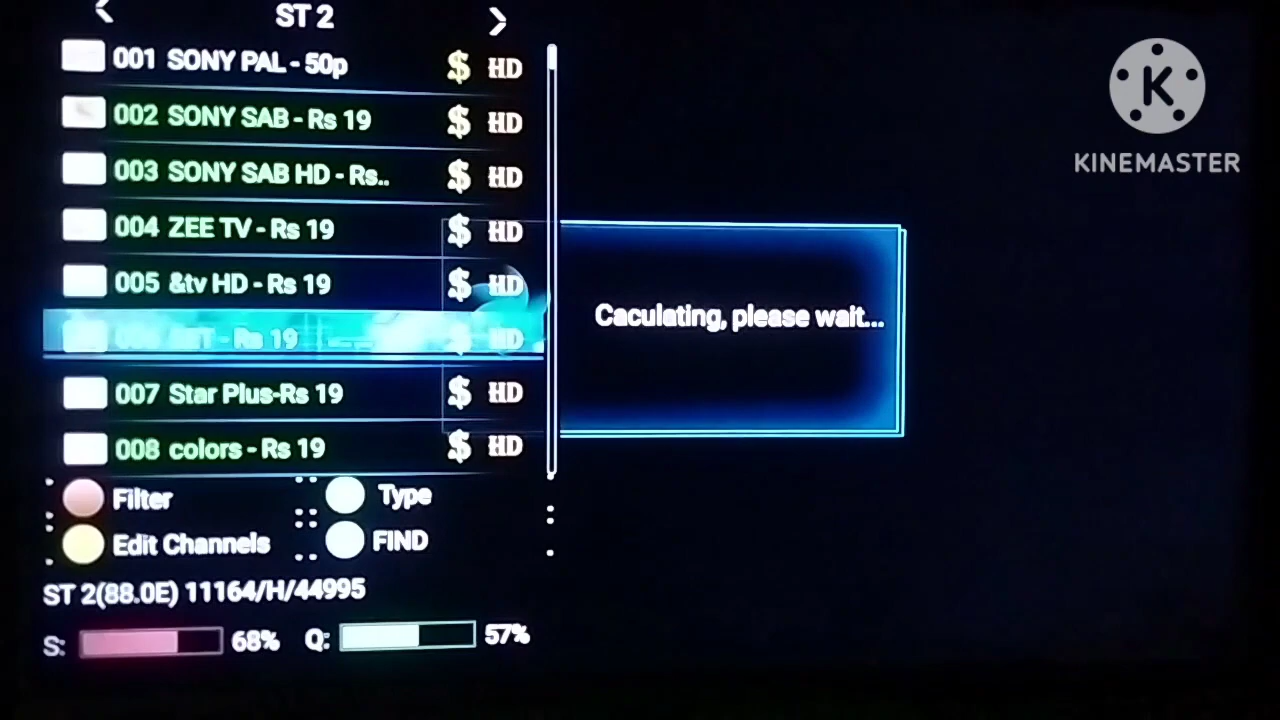 ST 2
001 SONY PAL - 50p $ HD
002 SONY SAB - Rs 19 $ HD
003 SONY SAB HD - Rs.. $ HD
004 ZEE TV - Rs 19 $ HD
005 &tv HD - Rs 19 $ HD
- Rs 19 $ HD
007 Star Plus-Rs 19 $ HD
008 colors - Rs 19 $ HD
Filter Type
Edit Channels FIND
ST 2(88.0E) 11164/H/44995
S: 68% Q: 57%
Caculating, please wait...
K
KINEMASTER